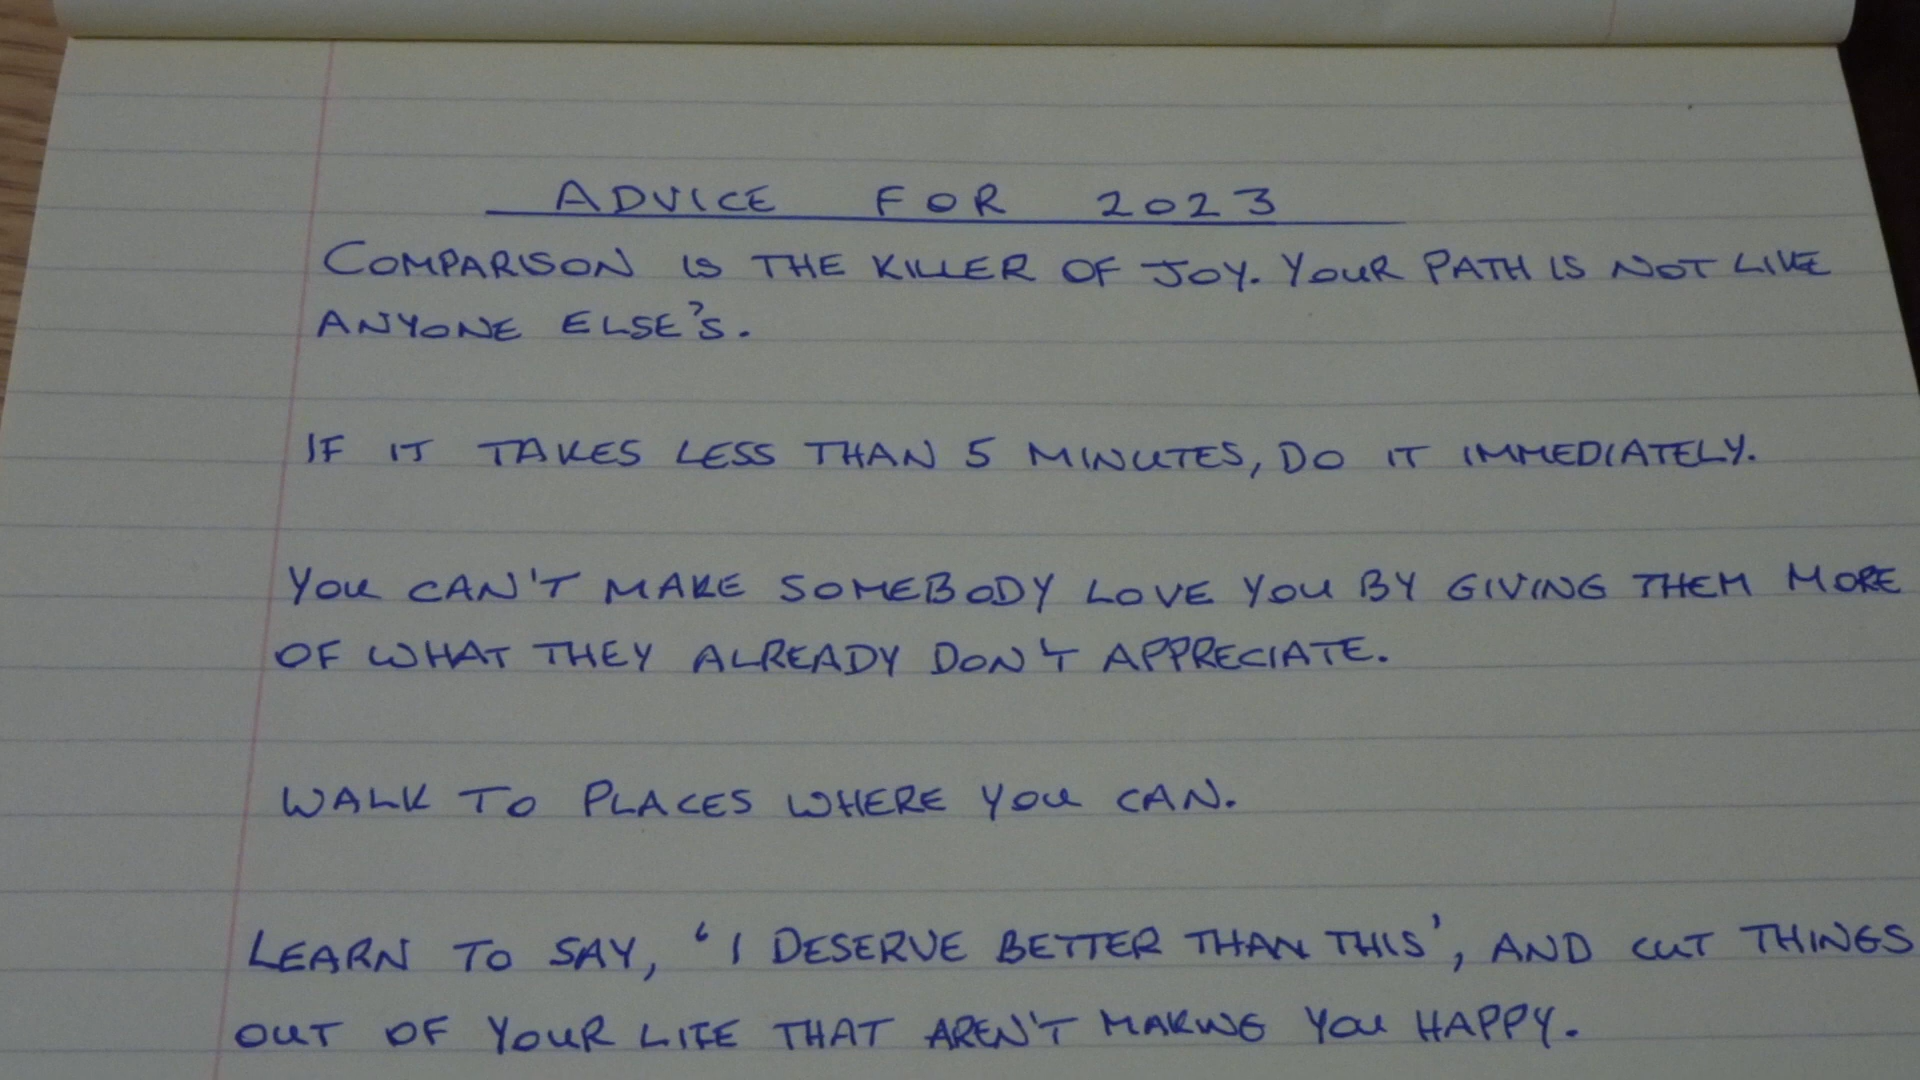 ADVICE FOR 2023
COMPARISON IS THE KILLER OF JOY. YOUR PATH IS NOT LIKE
ANYONE ELSE'S.
IF IT TAKES LESS THAN 5 MINUTES, DO IT IMMEDIATELY.
YOU CAN'T MAKE SOMEBODY LOVE YOU BY GIVING THEM MORE
OF WHAT THEY ALREADY DON'T APPRECIATE.
WALK TO PLACES WHERE YOU CAN.
LEARN TO SAY, 'I DESERVE BETTER THAN THIS', AND CUT THINGS
OUT OF YOUR LIFE THAT AREN'T MAKING YOU HAPPY.